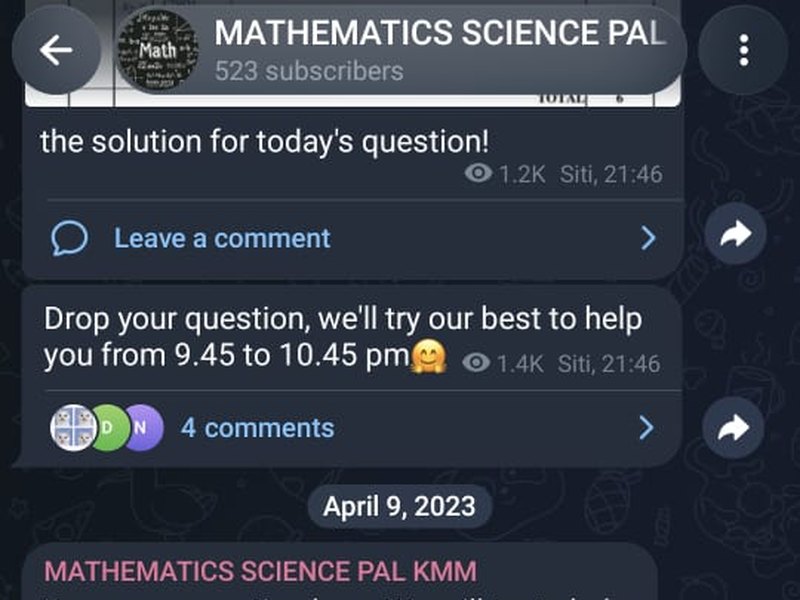 Math
MATHEMATICS SCIENCE PAL
523 subscribers
TOTAL 6
the solution for today's question!
1.2K Siti, 21:46
Leave a comment
Drop your question, we'll try our best to help
you from 9.45 to 10.45 pm🤗 1.4K Siti, 21:46
D N 4 comments
April 9, 2023
MATHEMATICS SCIENCE PAL KMM